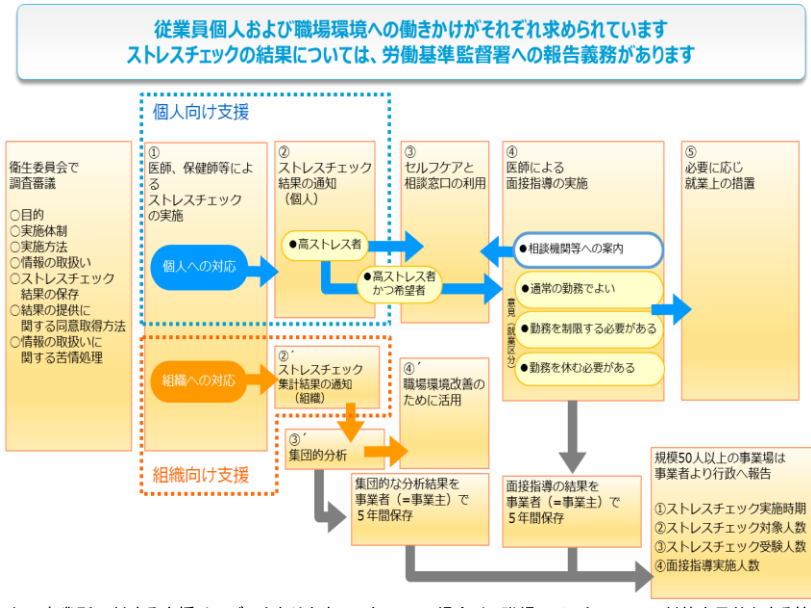 従業員個人および職場環境への働きかけがそれぞれ求められています
ストレスチェックの結果については、労働基準監督署への報告義務があります
個人向け支援
衛生委員会で
調査審議
○目的
○実施体制
○実施方法
○情報の取扱い
○ストレスチェック
結果の保存
○結果の提供に
関する同意取得方法
○情報の取扱いに
関する苦情処理
①
医師、保健師等によ
る
ストレスチェック
の実施
個人への対応
②
ストレスチェック
結果の通知
（個人）
●高ストレス者
●高ストレス者
かつ希望者
③
セルフケアと
相談窓口の利用
④
医師による
面接指導の実施
●相談機関等への案内
意見（就業区分）
●通常の勤務でよい
●勤務を制限する必要がある
●勤務を休む必要がある
⑤
必要に応じ
就業上の措置
組織への対応
②´
ストレスチェック
集計結果の通知
（組織）
③´
集団的分析
④´
職場環境改善の
ために活用
組織向け支援
集団的な分析結果を
事業者（=事業主）で
５年間保存
面接指導の結果を
事業者（=事業主）で
５年間保存
規模50人以上の事業場は
事業者より行政へ報告
①ストレスチェック実施時期
②ストレスチェック対象人数
③ストレスチェック受験人数
④面接指導実施人数